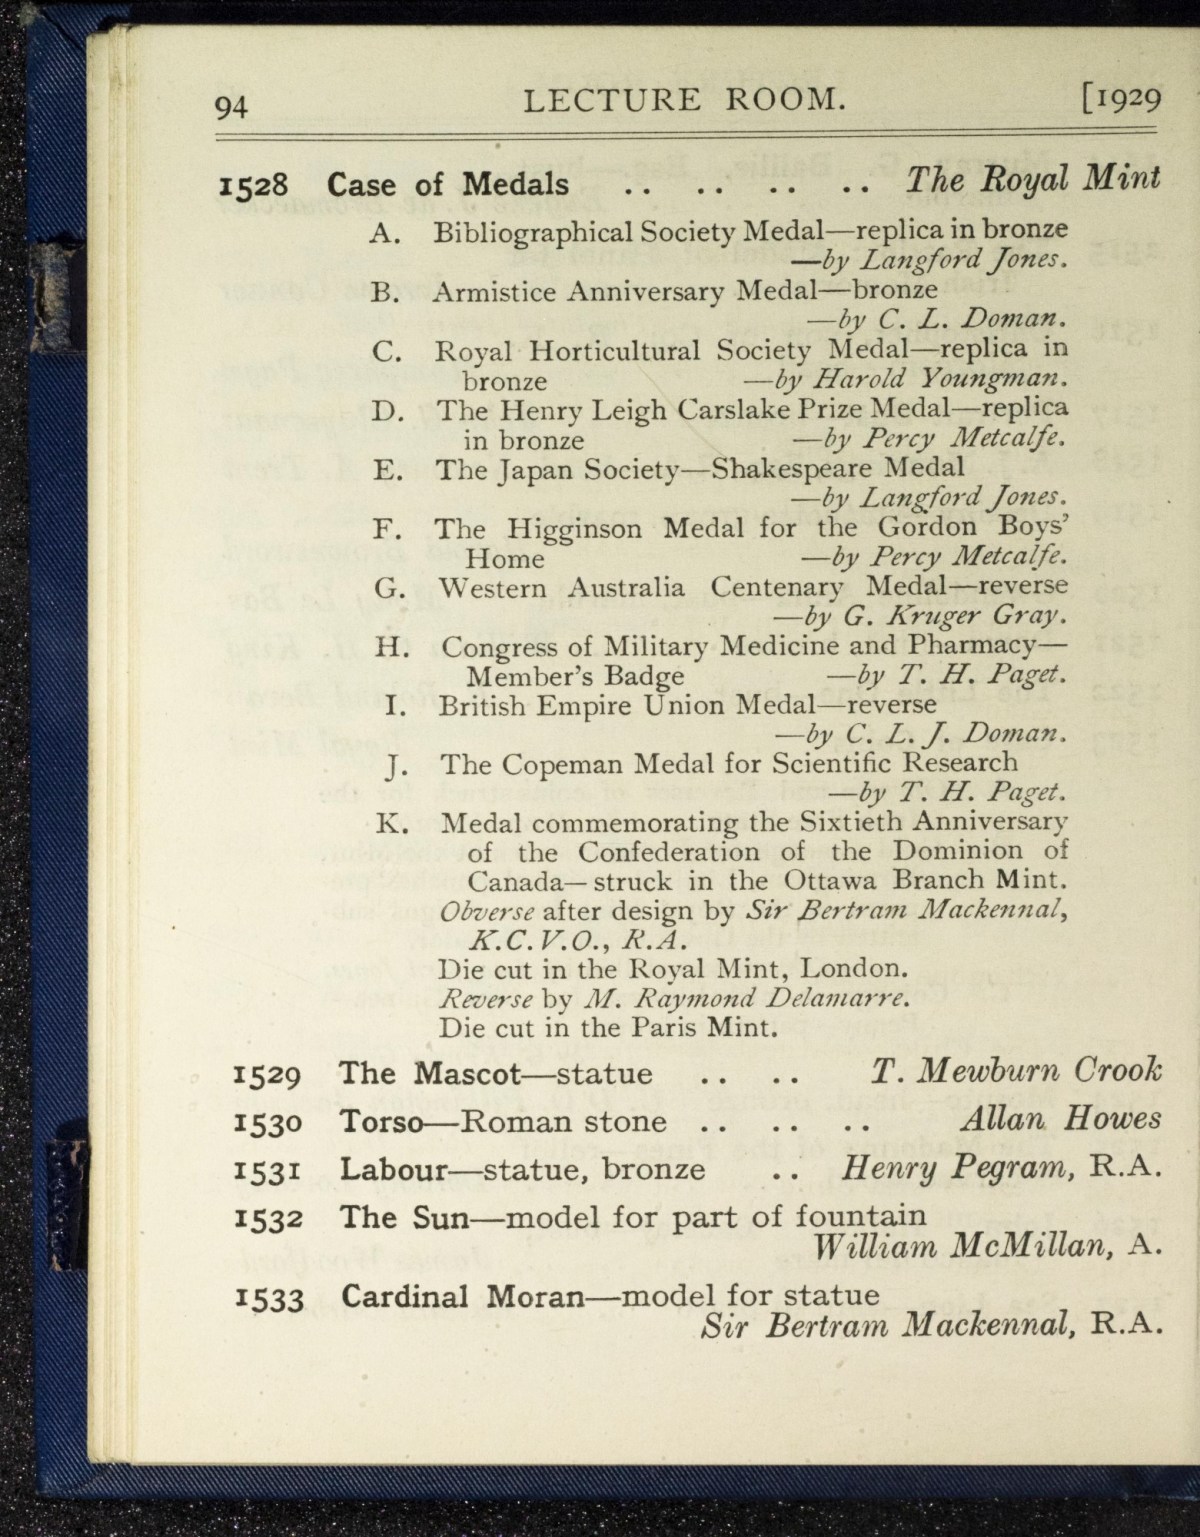 94 LECTURE ROOM. [1929
1528 Case of Medals .. .. .. .. The Royal Mint
A. Bibliographical Society Medal—replica in bronze
—by Langford Jones.
B. Armistice Anniversary Medal—bronze
—by C. L. Doman.
C. Royal Horticultural Society Medal—replica in
bronze —by Harold Youngman.
D. The Henry Leigh Carslake Prize Medal—replica
in bronze —by Percy Metcalfe.
E. The Japan Society—Shakespeare Medal
—by Langford Jones.
F. The Higginson Medal for the Gordon Boys'
Home —by Percy Metcalfe.
G. Western Australia Centenary Medal—reverse
—by G. Kruger Gray.
H. Congress of Military Medicine and Pharmacy—
Member's Badge —by T. H. Paget.
I. British Empire Union Medal—reverse
—by C. L. J. Doman.
J. The Copeman Medal for Scientific Research
—by T. H. Paget.
K. Medal commemorating the Sixtieth Anniversary
of the Confederation of the Dominion of
Canada—struck in the Ottawa Branch Mint.
Obverse after design by Sir Bertram Mackennal,
K.C.V.O., R.A.
Die cut in the Royal Mint, London.
Reverse by M. Raymond Delamarre.
Die cut in the Paris Mint.
1529 The Mascot—statue .. .. T. Mewburn Crook
1530 Torso—Roman stone .. .. .. Allan Howes
1531 Labour—statue, bronze .. Henry Pegram, R.A.
1532 The Sun—model for part of fountain
William McMillan, A.
1533 Cardinal Moran—model for statue
Sir Bertram Mackennal, R.A.